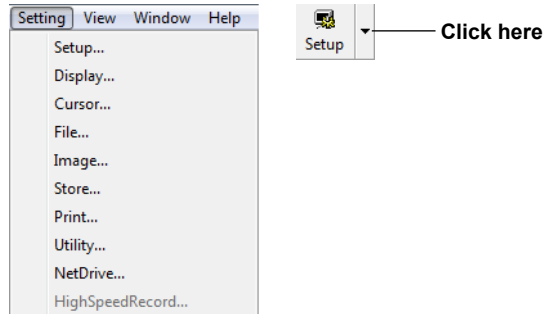 Setting View Window Help
Setup...
Display...
Cursor...
File...
Image...
Store...
Print...
Utility...
NetDrive...
HighSpeedRecord...
Setup
Click here